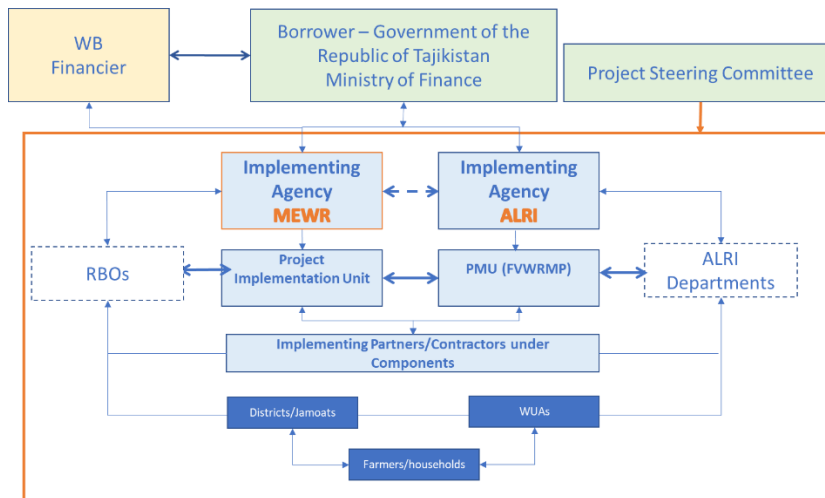 WB
Financier
Borrower – Government of the
Republic of Tajikistan
Ministry of Finance
Project Steering Committee
Implementing
Agency
MEWR
Implementing
Agency
ALRI
RBOs
Project
Implementation Unit
PMU (FVWRMP)
ALRI
Departments
Implementing Partners/Contractors under
Components
Districts/Jamoats
WUAs
Farmers/households